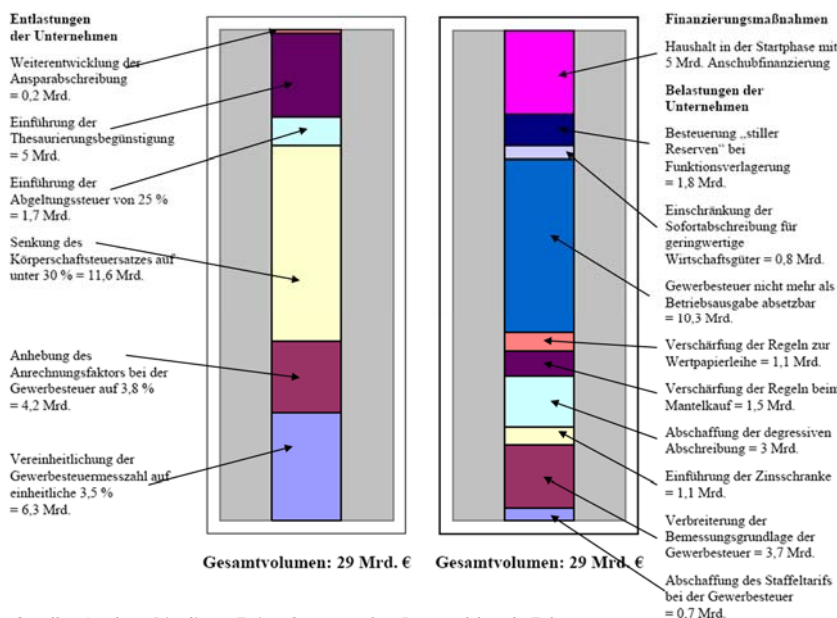 Entlastungen
der Unternehmen
Weiterentwicklung der
Ansparabschreibung
= 0,2 Mrd.
Einführung der
Thesaurierungsbegünstigung
= 5 Mrd.
Einführung der
Abgeltungssteuer von 25 %
= 1,7 Mrd.
Senkung des
Körperschaftsteuersatzes auf
unter 30 % = 11,6 Mrd.
Anhebung des
Anrechnungsfaktors bei der
Gewerbesteuer auf 3,8 %
= 4,2 Mrd.
Vereinheitlichung der
Gewerbesteuermesszahl auf
einheitliche 3,5 %
= 6,3 Mrd.
Gesamtvolumen: 29 Mrd. €
Finanzierungsmaßnahmen
Haushalt in der Startphase mit
5 Mrd. Anschubfinanzierung
Belastungen der
Unternehmen
Besteuerung „stiller
Reserven“ bei
Funktionsverlagerung
= 1,8 Mrd.
Einschränkung der
Sofortabschreibung für
geringwertige
Wirtschaftsgüter = 0,8 Mrd.
Gewerbesteuer nicht mehr als
Betriebsausgabe absetzbar
= 10,3 Mrd.
Verschärfung der Regeln zur
Wertpapierleihe = 1,1 Mrd.
Verschärfung der Regeln beim
Mantelkauf = 1,5 Mrd.
Abschaffung der degressiven
Abschreibung = 3 Mrd.
Einführung der Zinsschranke
= 1,1 Mrd.
Verbreiterung der
Bemessungsgrundlage der
Gewerbesteuer = 3,7 Mrd.
Abschaffung des Staffeltarifs
bei der Gewerbesteuer
= 0,7 Mrd.
Gesamtvolumen: 29 Mrd. €